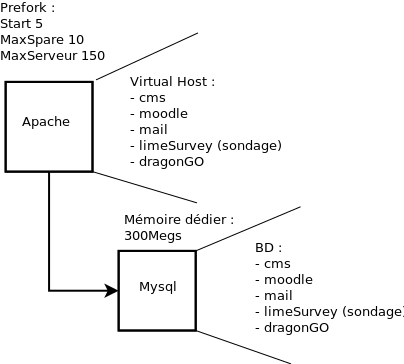 Prefork :
Start 5
MaxSpare 10
MaxServeur 150
Apache
Virtual Host :
- cms
- moodle
- mail
- limeSurvey (sondage)
- dragonGO
Mémoire dédier :
300Megs
Mysql
BD :
- cms
- moodle
- mail
- limeSurvey (sondage)
- dragonGO